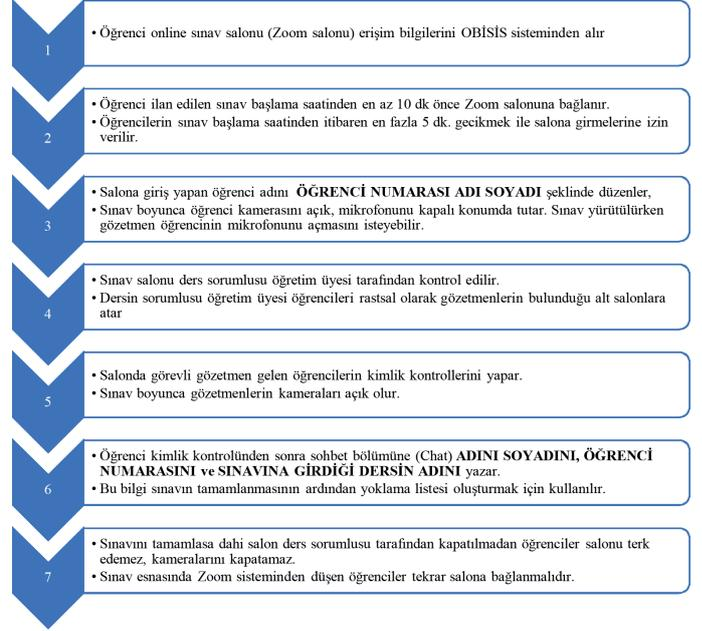 1
• Öğrenci online sınav salonu (Zoom salonu) erişim bilgilerini OBİSİS sisteminden alır
2
• Öğrenci ilan edilen sınav başlama saatinden en az 10 dk önce Zoom salonuna bağlanır.
• Öğrencilerin sınav başlama saatinden itibaren en fazla 5 dk. gecikmek ile salona girmelerine izin
verilir.
3
• Salona giriş yapan öğrenci adını ÖĞRENCİ NUMARASI ADI SOYADI şeklinde düzenler,
• Sınav boyunca öğrenci kamerasını açık, mikrofonunu kapalı konumda tutar. Sınav yürütülürken
gözetmen öğrencinin mikrofonunu açmasını isteyebilir.
4
• Sınav salonu ders sorumlusu öğretim üyesi tarafından kontrol edilir.
• Dersin sorumlusu öğretim üyesi öğrencileri rastsal olarak gözetmenlerin bulunduğu alt salonlara
atar
5
• Salonda görevli gözetmen gelen öğrencilerin kimlik kontrollerini yapar.
• Sınav boyunca gözetmenlerin kameraları açık olur.
6
• Öğrenci kimlik kontrolünden sonra sohbet bölümüne (Chat) ADINI SOYADINI, ÖĞRENCİ
NUMARASINI ve SINAVINA GİRDİĞİ DERSİN ADINI yazar.
• Bu bilgi sınavın tamamlanmasının ardından yoklama listesi oluşturmak için kullanılır.
7
• Sınavını tamamlasa dahi salon ders sorumlusu tarafından kapatılmadan öğrenciler salonu terk
edemez, kameralarını kapatamaz.
• Sınav esnasında Zoom sisteminden düşen öğrenciler tekrar salona bağlanmalıdır.